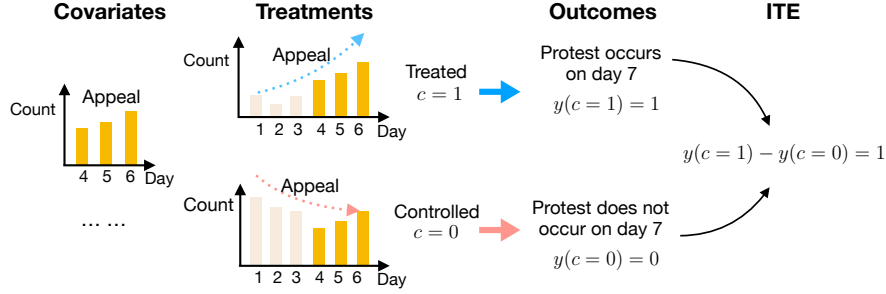 Covariates
Treatments
Outcomes
ITE
Count
Appeal
4 5 6 Day
... ...
Count
Appeal
1 2 3 4 5 6 Day
Treated
c = 1
Protest occurs
on day 7
y(c = 1) = 1
Count
Appeal
1 2 3 4 5 6 Day
Controlled
c = 0
Protest does not
occur on day 7
y(c = 0) = 0
y(c = 1) − y(c = 0) = 1